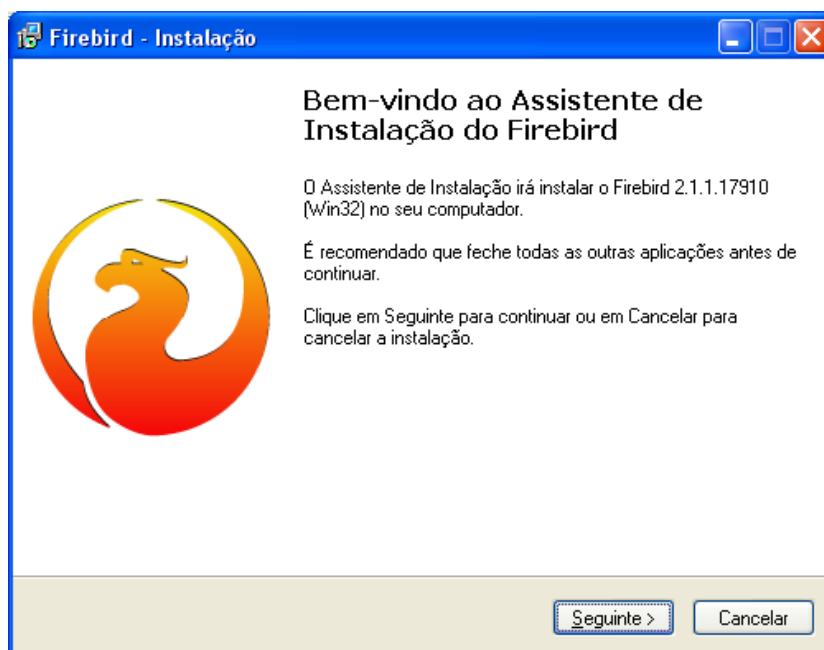 Firebird - Instalação
Bem-vindo ao Assistente de
Instalação do Firebird
O Assistente de Instalação irá instalar o Firebird 2.1.1.17910
(Win32) no seu computador.
É recomendado que feche todas as outras aplicações antes de
continuar.
Clique em Seguinte para continuar ou em Cancelar para
cancelar a instalação.
Seguinte >
Cancelar